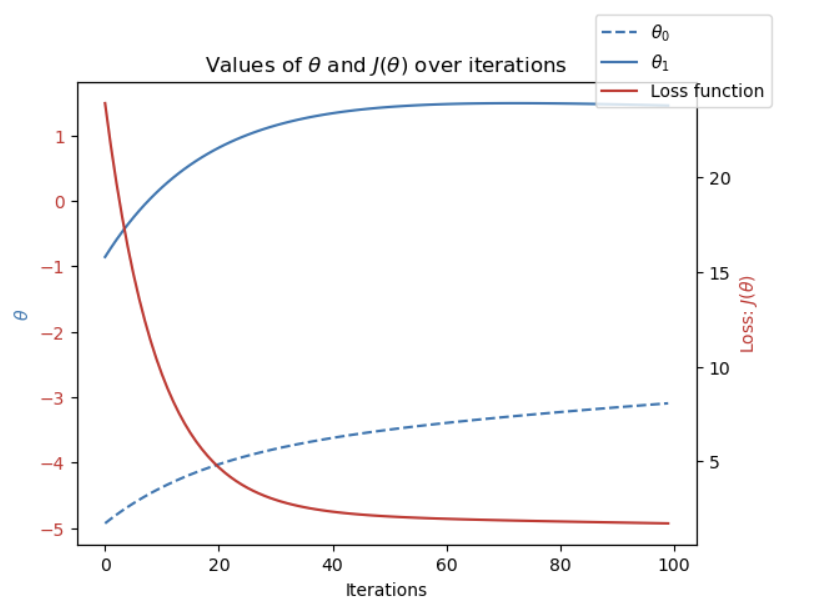 θ₀
θ₁
Loss function
Values of θ and J(θ) over iterations
1
0
−1
−2
−3
−4
−5
θ
20
15
10
5
Loss: J(θ)
0 20 40 60 80 100
Iterations